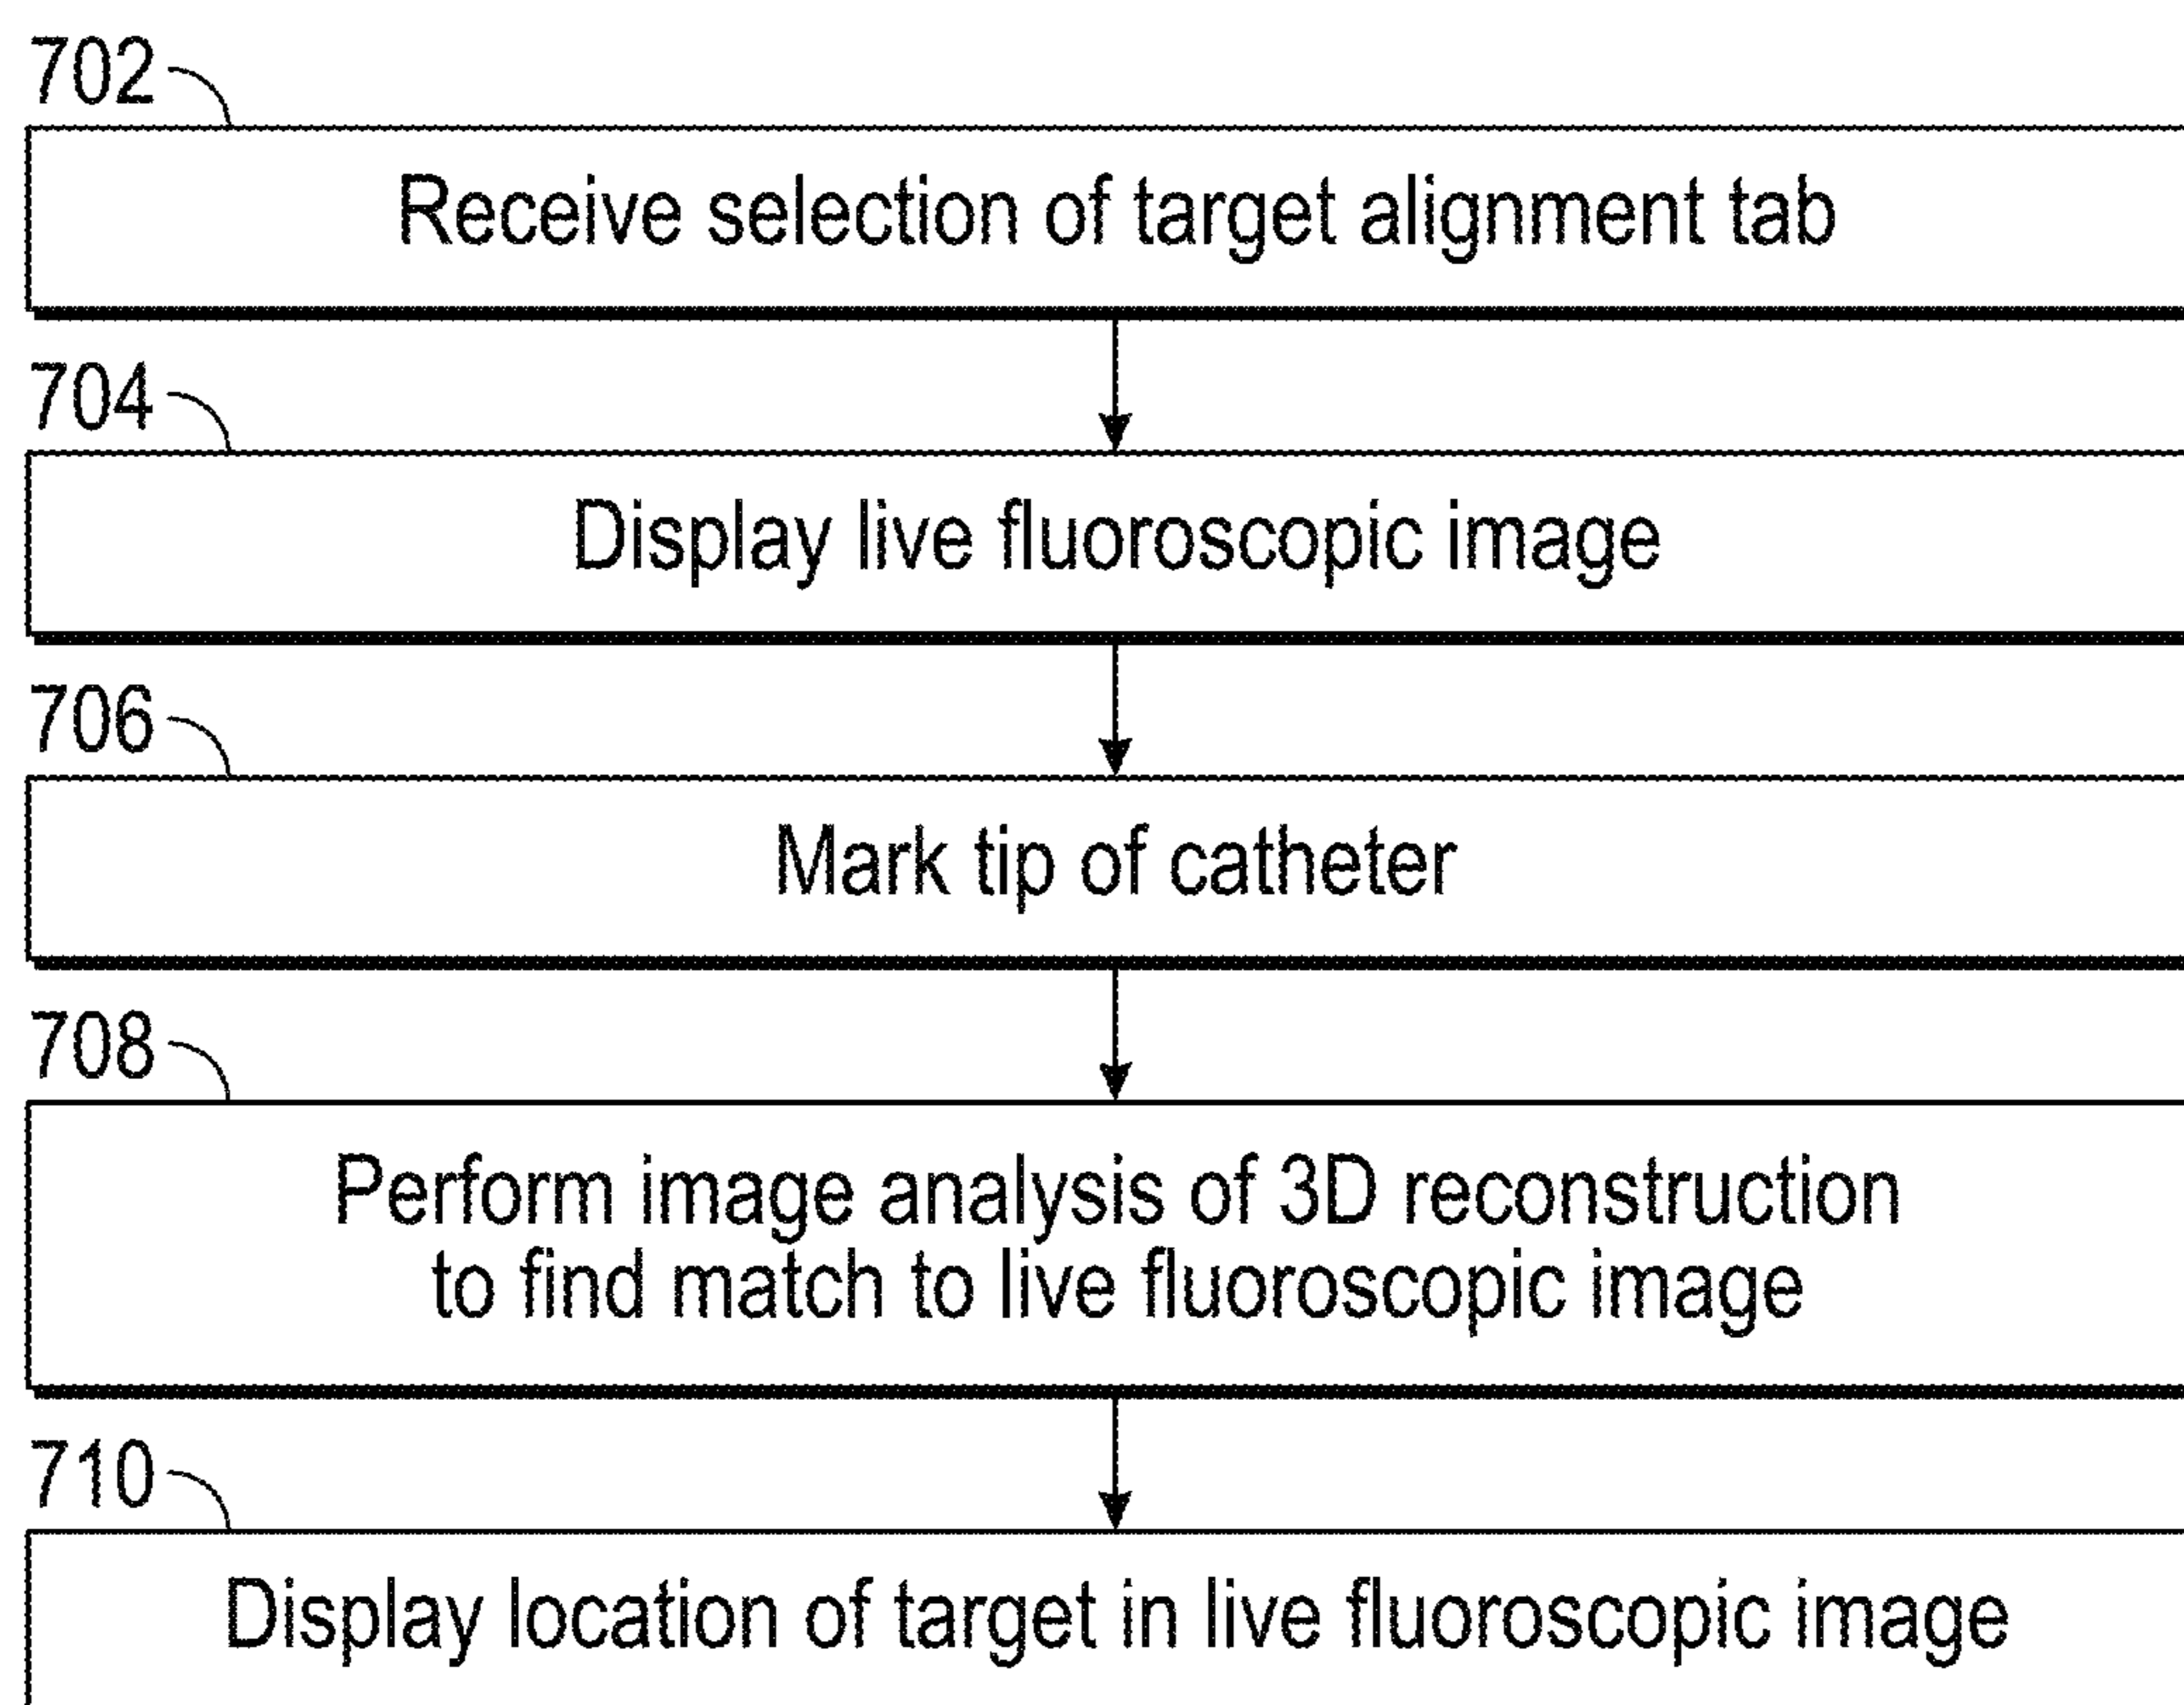 702
Receive selection of target alignment tab
704
Display live fluoroscopic image
706
Mark tip of catheter
708
Perform image analysis of 3D reconstruction
to find match to live fluoroscopic image
710
Display location of target in live fluoroscopic image